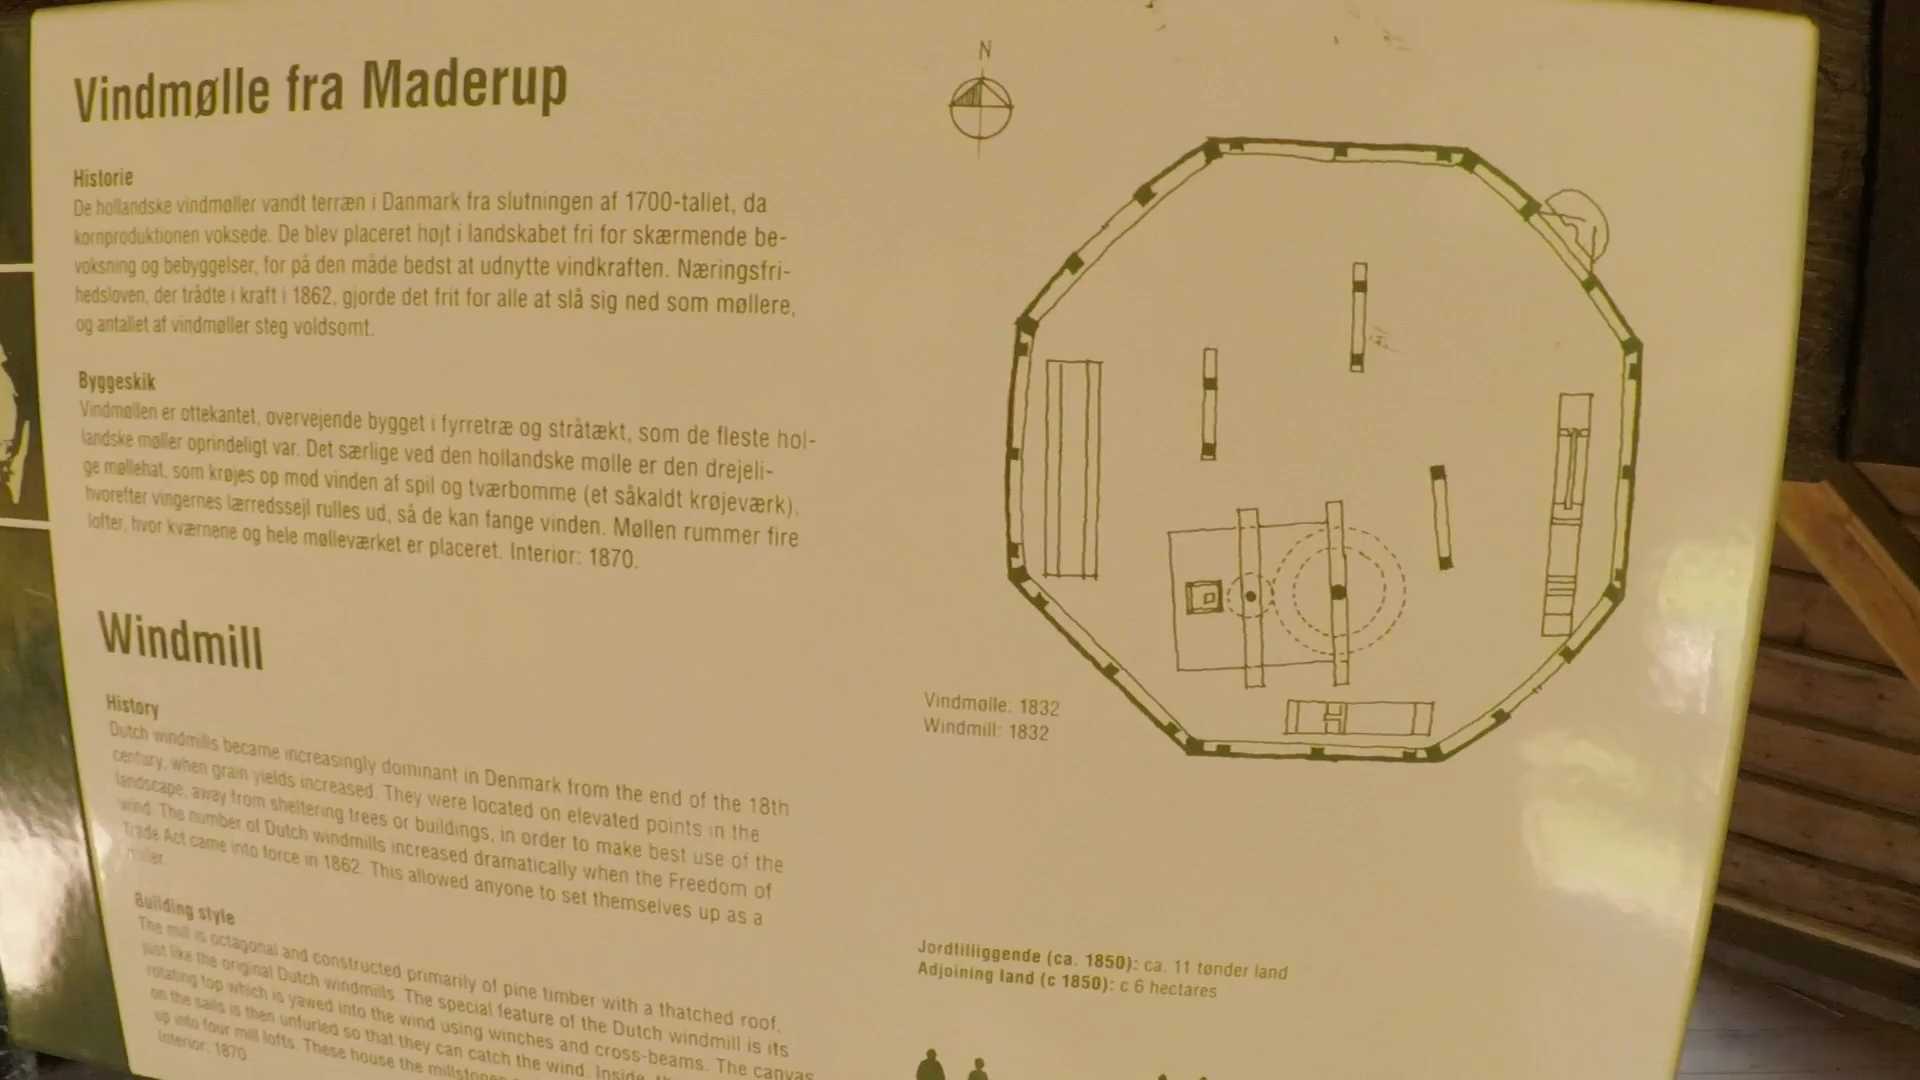 Vindmølle fra Maderup
Historie
De hollandske vindmøller vandt terræn i Danmark fra slutningen af 1700-tallet, da
kornproduktionen voksede. De blev placeret højt i landskabet fri for skærmende be-
voksning og bebyggelser, for på den måde bedst at udnytte vindkraften. Næringsfri-
hedsloven, der trådte i kraft i 1862, gjorde det frit for alle at slå sig ned som møllere,
og antallet af vindmøller steg voldsomt.
Byggeskik
Vindmøllen er ottekantet, overvejende bygget i fyrretræ og stråtækt, som de fleste hol-
landske møller oprindeligt var. Det særlige ved den hollandske mølle er den drejeli-
ge møllehat, som krøjes op mod vinden af spil og tværbomme (et såkaldt krøjeværk),
hvorefter vingernes lærredssejl rulles ud, så de kan fange vinden. Møllen rummer fire
lofter, hvor kværnene og hele mølleværket er placeret. Interiør: 1870.
Windmill
History
Dutch windmills became increasingly dominant in Denmark from the end of the 18th
century, when grain yields increased. They were located on elevated points in the
landscape, away from sheltering trees or buildings, in order to make best use of the
wind. The number of Dutch windmills increased dramatically when the Freedom of
Trade Act came into force in 1862. This allowed anyone to set themselves up as a
miller.
Building style
The mill is octagonal and constructed primarily of pine timber with a thatched roof,
just like the original Dutch windmills. The special feature of the Dutch windmill is its
rotating top which is yawed into the wind using winches and cross-beams. The canvas
on the sails is then unfurled so that they can catch the wind. Inside,
up into four mill lofts. These house the millstones
Interior: 1870
N
Vindmølle: 1832
Windmill: 1832
Jordtilliggende (ca. 1850): ca. 11 tønder land
Adjoining land (c 1850): c 6 hectares